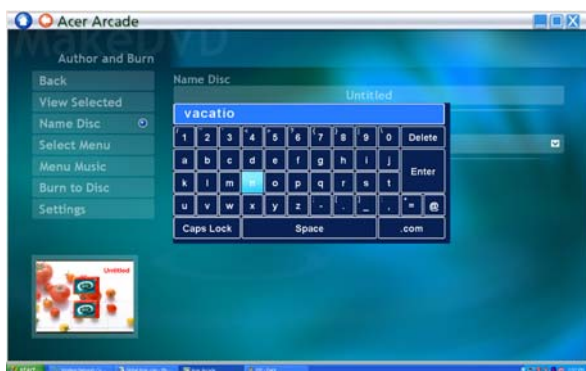 Acer Arcade
MakeDVD
Author and Burn
Back
View Selected
Name Disc
Select Menu
Menu Music
Burn to Disc
Settings
Name Disc
Untitled
vacatio
1 2 3 4 5 6 7 8 9 0 Delete
a b c d e f g h i j
Enter
k l m n o p q r s t
u v w x y z - . _ , = @
Caps Lock Space .com
Untitled
start